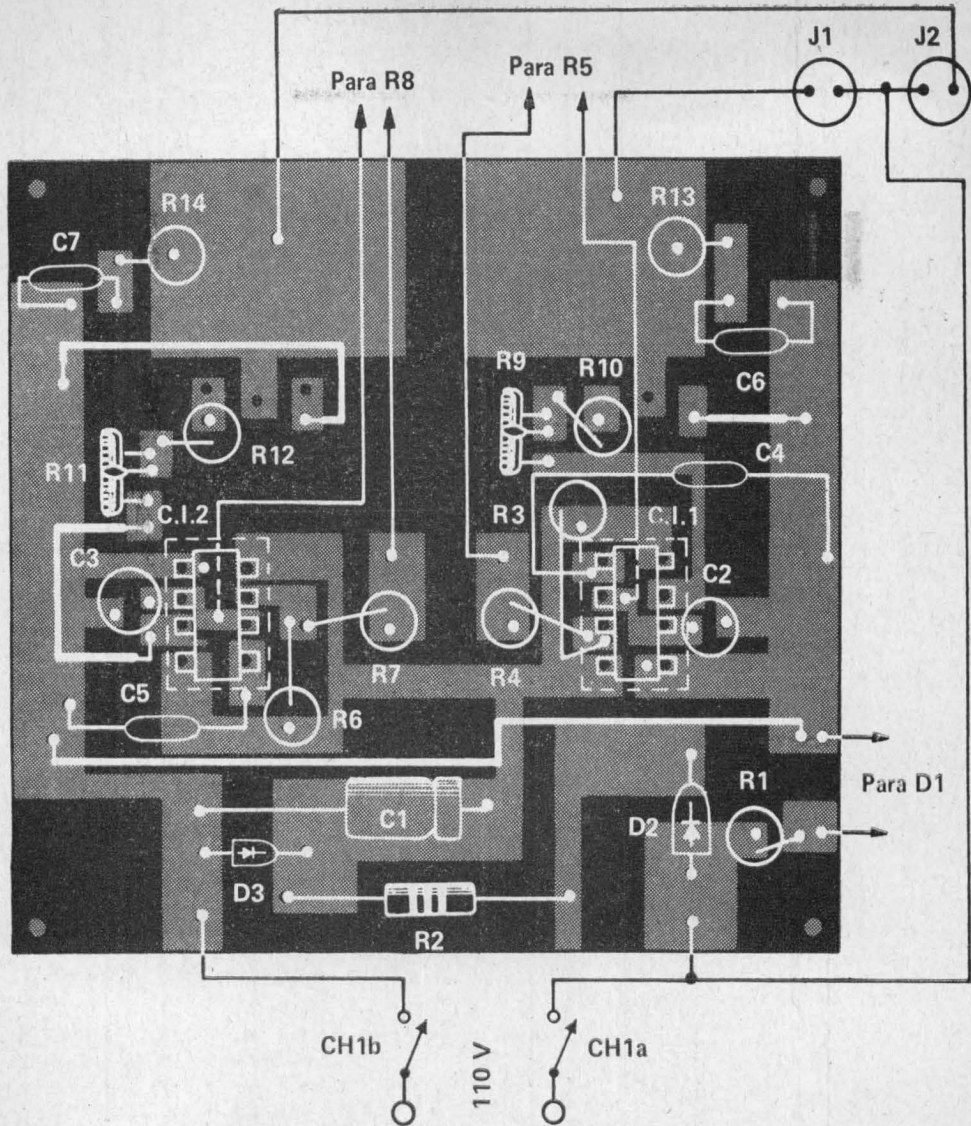 J1
J2
Para R8
Para R5
R14
R13
C7
R9
R10
C6
R12
C4
R11
C.I.2
R3
C.I.1
C3
C2
R7
R4
C5
R6
Para D1
R1
C1
D2
D3
R2
CH1b
110 V
CH1a